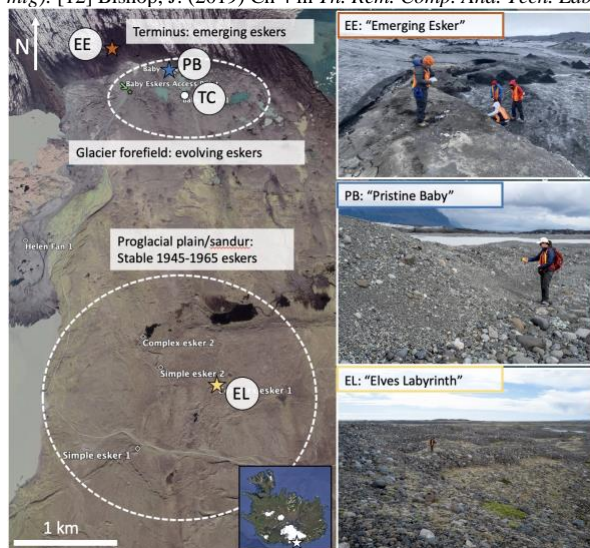 mig). [12] Bishop, J. (2019) Ch 4 in Th. Rem. Comp. Ana. Tech. Lab
N
EE
Terminus: emerging eskers
Baby
PB
Baby Eskers Access
TC
Glacier forefield: evolving eskers
Helen Fan 1
Proglacial plain/sandur:
Stable 1945-1965 eskers
Complex esker 2
Simple esker 2
EL
esker 1
Simple esker 1
1 km
EE: "Emerging Esker"
PB: "Pristine Baby"
EL: "Elves Labyrinth"